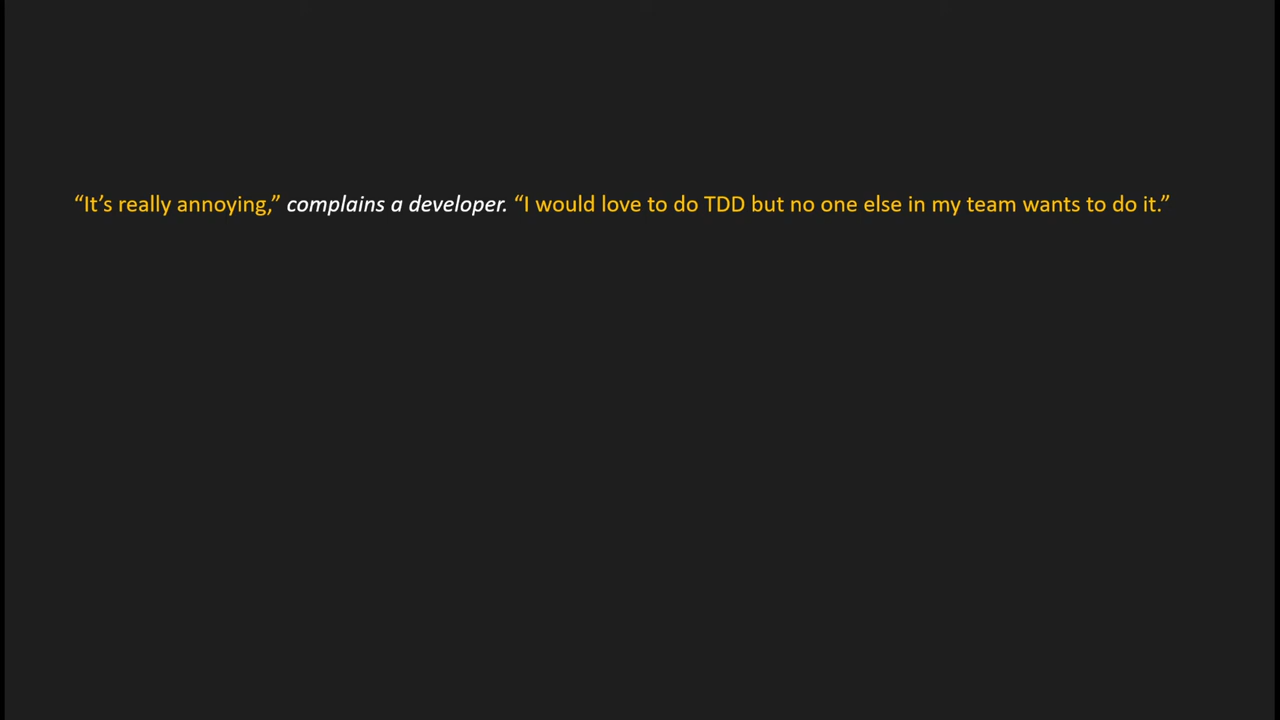 “It’s really annoying,” complains a developer. “I would love to do TDD but no one else in my team wants to do it.”